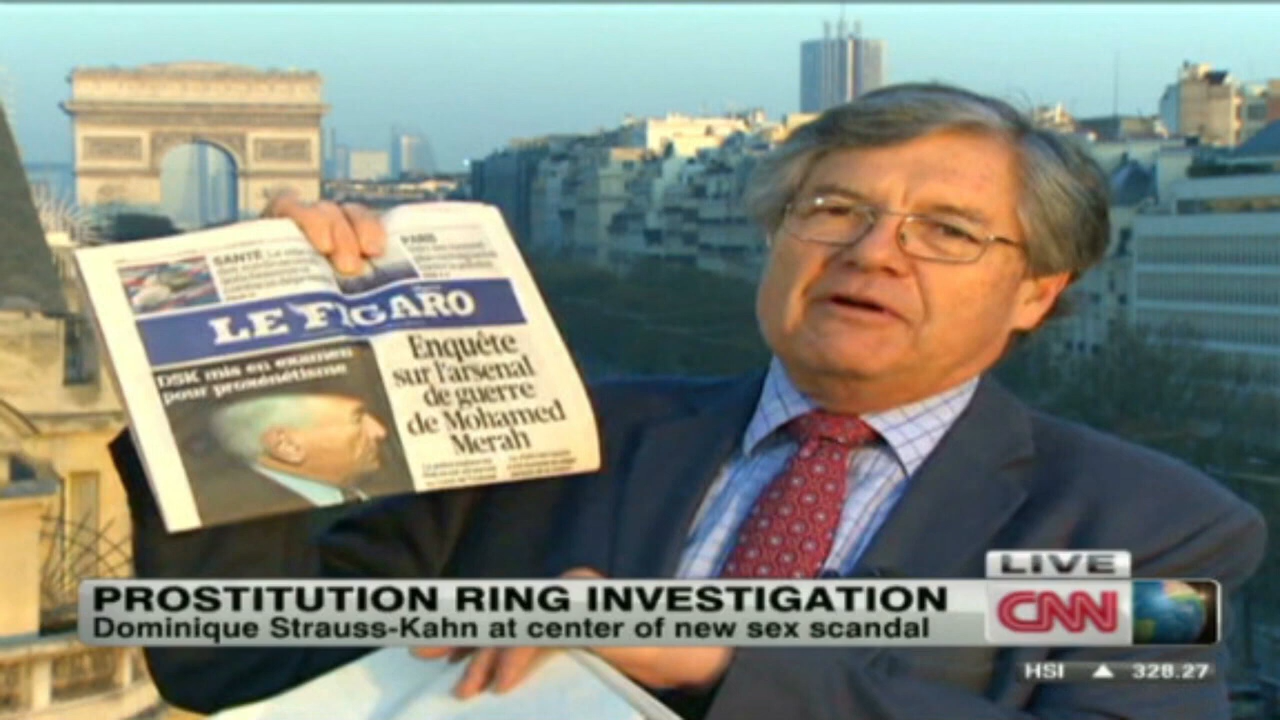 SANTÉ
PARIS
LE FIGARO
DSK mis en examen
pour proxénétisme
Enquête
sur l'arsenal
de guerre
de Mohamed
Merah
LIVE
PROSTITUTION RING INVESTIGATION
Dominique Strauss-Kahn at center of new sex scandal
CNN
HSI ▲ 328.27